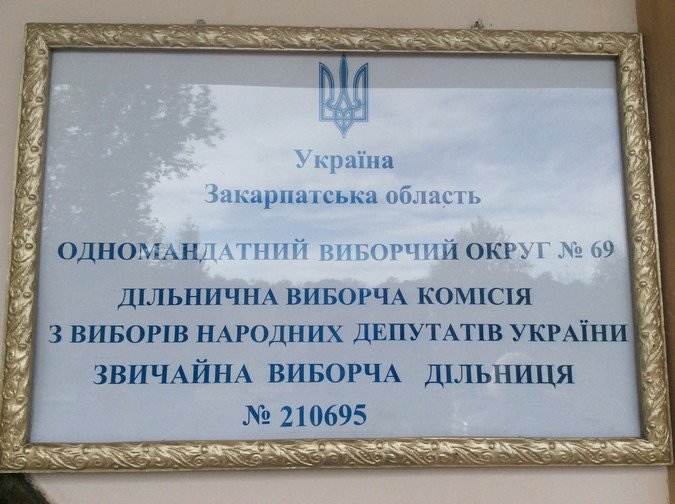 Україна
Закарпатська область
ОДНОМАНДАТНИЙ ВИБОРЧИЙ ОКРУГ № 69
ДІЛЬНИЧНА ВИБОРЧА КОМІСІЯ
З ВИБОРІВ НАРОДНИХ ДЕПУТАТІВ УКРАЇНИ
ЗВИЧАЙНА ВИБОРЧА ДІЛЬНИЦЯ
№ 210695